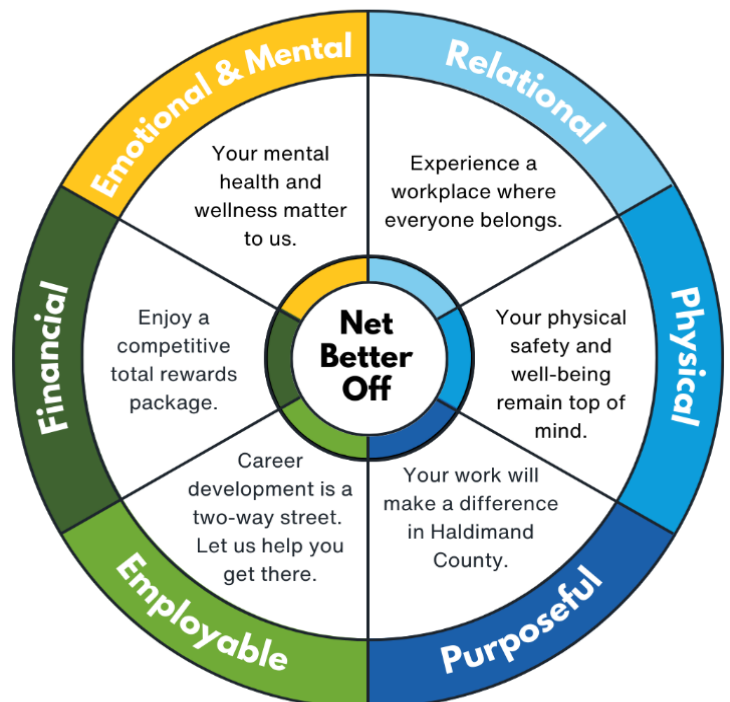 Emotional & Mental
Your mental
health and
wellness matter
to us.
Relational
Experience a
workplace where
everyone belongs.
Physical
Your physical
safety and
well-being
remain top of
mind.
Purposeful
Your work will
make a difference
in Haldimand
County.
Employable
Career
development is a
two-way street.
Let us help you
get there.
Financial
Enjoy a
competitive
total rewards
package.
Net
Better
Off